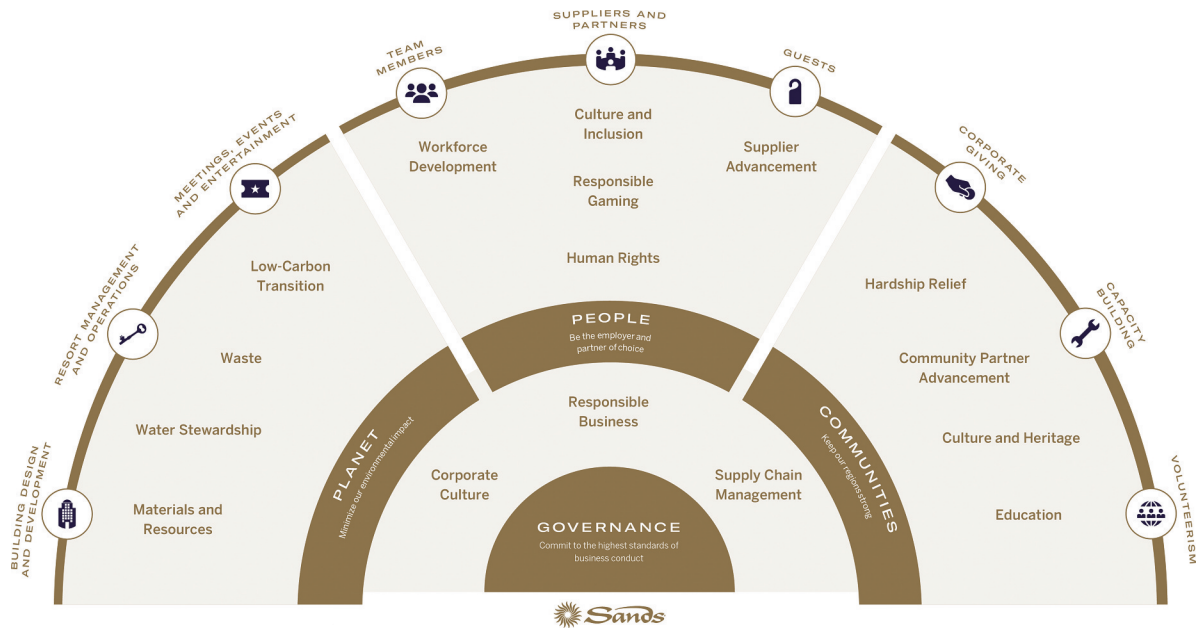 SUPPLIERS AND
PARTNERS
TEAM
MEMBERS
GUESTS
MEETINGS, EVENTS
AND ENTERTAINMENT
CORPORATE
GIVING
RESORT MANAGEMENT
AND OPERATIONS
CAPACITY
BUILDING
BUILDING DESIGN
AND DEVELOPMENT
VOLUNTEERISM
Low-Carbon
Transition
Waste
Water Stewardship
Materials and
Resources
PLANET
Minimize our environmental impact
Workforce
Development
Culture and
Inclusion
Supplier
Advancement
Responsible
Gaming
Human Rights
PEOPLE
Be the employer and
partner of choice
Hardship Relief
Community Partner
Advancement
Culture and Heritage
Education
COMMUNITIES
Keep our regions strong
Responsible
Business
Corporate
Culture
Supply Chain
Management
GOVERNANCE
Commit to the highest standards of
business conduct
Sands